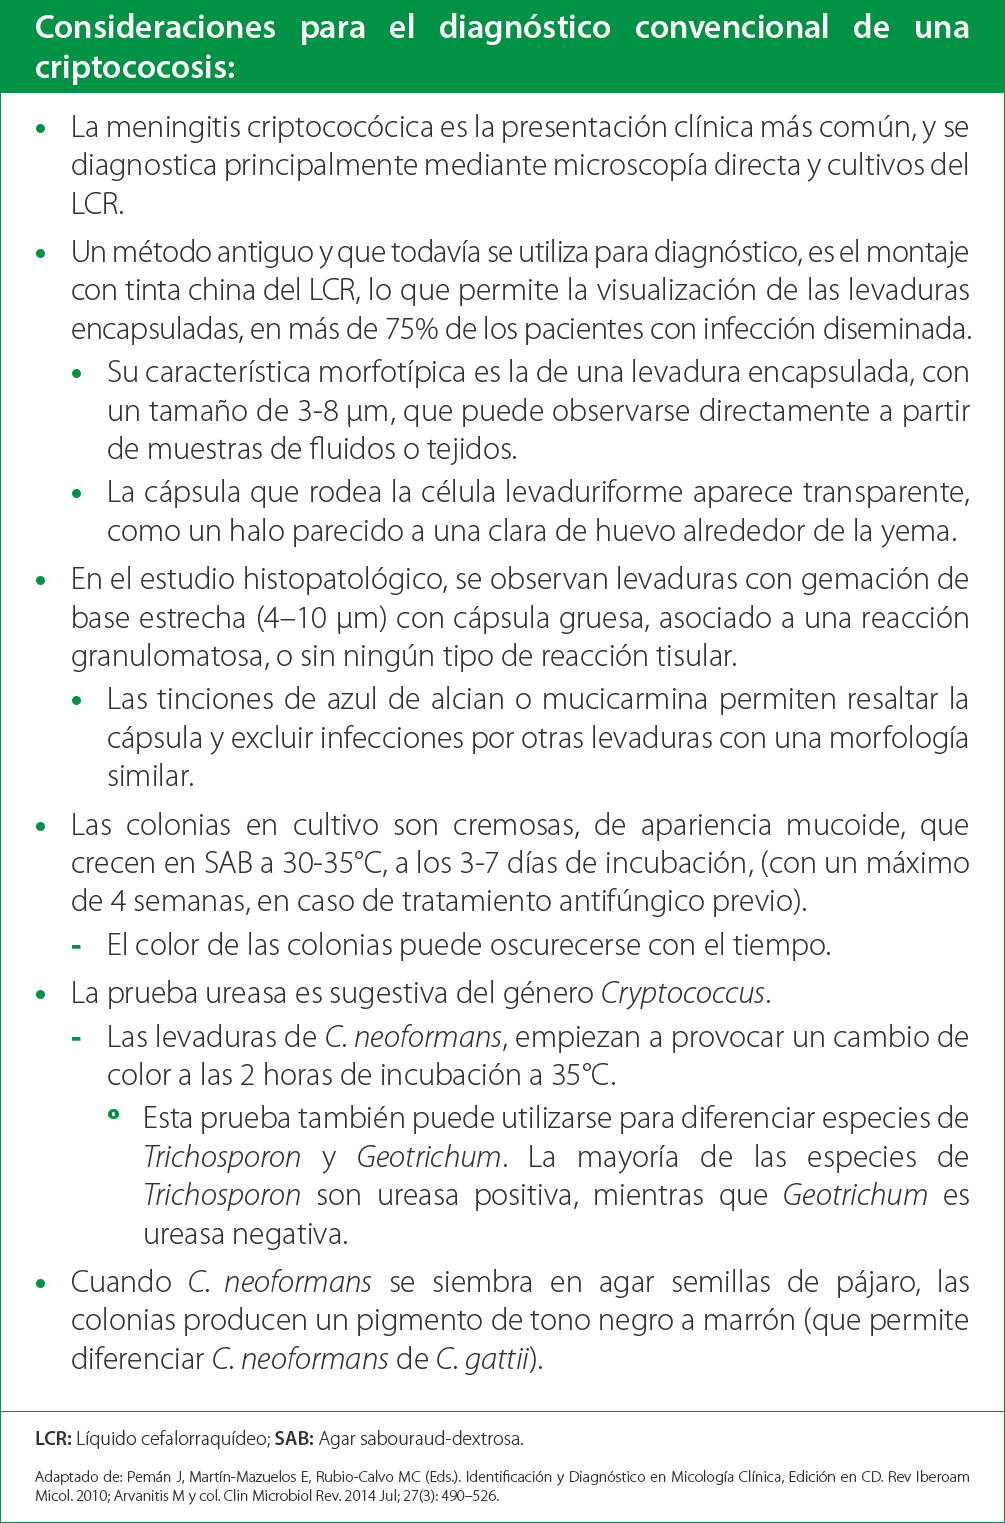 Consideraciones para el diagnóstico convencional de una
criptococosis:
• La meningitis criptococócica es la presentación clínica más común, y se
diagnostica principalmente mediante microscopía directa y cultivos del
LCR.
• Un método antiguo y que todavía se utiliza para diagnóstico, es el montaje
con tinta china del LCR, lo que permite la visualización de las levaduras
encapsuladas, en más de 75% de los pacientes con infección diseminada.
• Su característica morfotípica es la de una levadura encapsulada, con
un tamaño de 3-8 µm, que puede observarse directamente a partir
de muestras de fluidos o tejidos.
• La cápsula que rodea la célula levaduriforme aparece transparente,
como un halo parecido a una clara de huevo alrededor de la yema.
• En el estudio histopatológico, se observan levaduras con gemación de
base estrecha (4–10 µm) con cápsula gruesa, asociado a una reacción
granulomatosa, o sin ningún tipo de reacción tisular.
• Las tinciones de azul de alcian o mucicarmina permiten resaltar la
cápsula y excluir infecciones por otras levaduras con una morfología
similar.
• Las colonias en cultivo son cremosas, de apariencia mucoide, que
crecen en SAB a 30-35°C, a los 3-7 días de incubación, (con un máximo
de 4 semanas, en caso de tratamiento antifúngico previo).
- El color de las colonias puede oscurecerse con el tiempo.
• La prueba ureasa es sugestiva del género Cryptococcus.
- Las levaduras de C. neoformans, empiezan a provocar un cambio de
color a las 2 horas de incubación a 35°C.
° Esta prueba también puede utilizarse para diferenciar especies de
Trichosporon y Geotrichum. La mayoría de las especies de
Trichosporon son ureasa positiva, mientras que Geotrichum es
ureasa negativa.
• Cuando C. neoformans se siembra en agar semillas de pájaro, las
colonias producen un pigmento de tono negro a marrón (que permite
diferenciar C. neoformans de C. gattii).
LCR: Líquido cefalorraquídeo; SAB: Agar sabouraud-dextrosa.
Adaptado de: Pemán J, Martín-Mazuelos E, Rubio-Calvo MC (Eds.). Identificación y Diagnóstico en Micología Clínica, Edición en CD. Rev Iberoam
Micol. 2010; Arvanitis M y col. Clin Microbiol Rev. 2014 Jul; 27(3): 490–526.